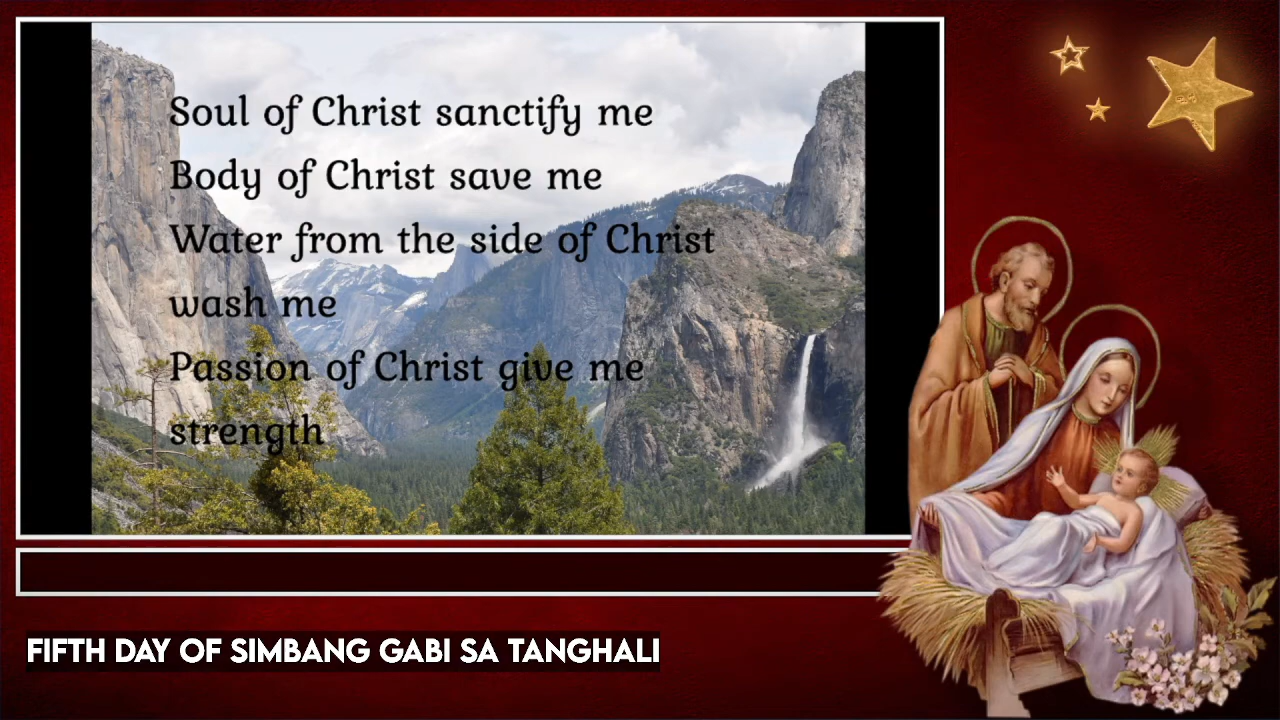 Soul of Christ sanctify me
Body of Christ save me
Water from the side of Christ
wash me
Passion of Christ give me
strength
FIFTH DAY OF SIMBANG GABI SA TANGHALI